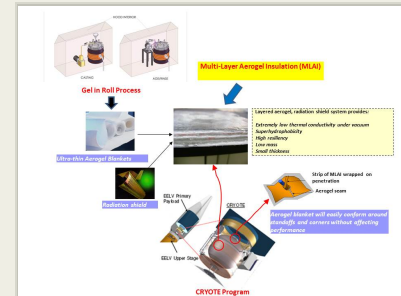 Multi-Layer Aerogel Insulation (MLAI)
Gel in Roll Process
Layered aerogel, radiation shield system provides:
Extremely low thermal conductivity under vacuum
Superhydrophobicity
High resiliency
Low mass
Small thickness
Ultra-thin Aerogel Blankets
Radiation shield
Strip of MLAI wrapped on
penetration
Aerogel seam
EELV Primary
Payload
CRYOTE
Aerogel blanket will easily conform around
standoffs and corners without affecting
performance
EELV Upper Stage
CRYOTE Program